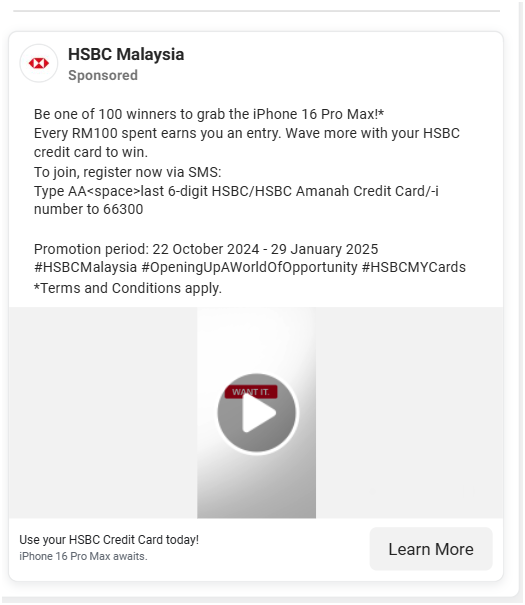 HSBC Malaysia
Sponsored
Be one of 100 winners to grab the iPhone 16 Pro Max!*
Every RM100 spent earns you an entry. Wave more with your HSBC
credit card to win.
To join, register now via SMS:
Type AA<space>last 6-digit HSBC/HSBC Amanah Credit Card/-i
number to 66300
Promotion period: 22 October 2024 - 29 January 2025
#HSBCMalaysia #OpeningUpAWorldOfOpportunity #HSBCMYCards
*Terms and Conditions apply.
WANT IT.
Use your HSBC Credit Card today!
iPhone 16 Pro Max awaits.
Learn More